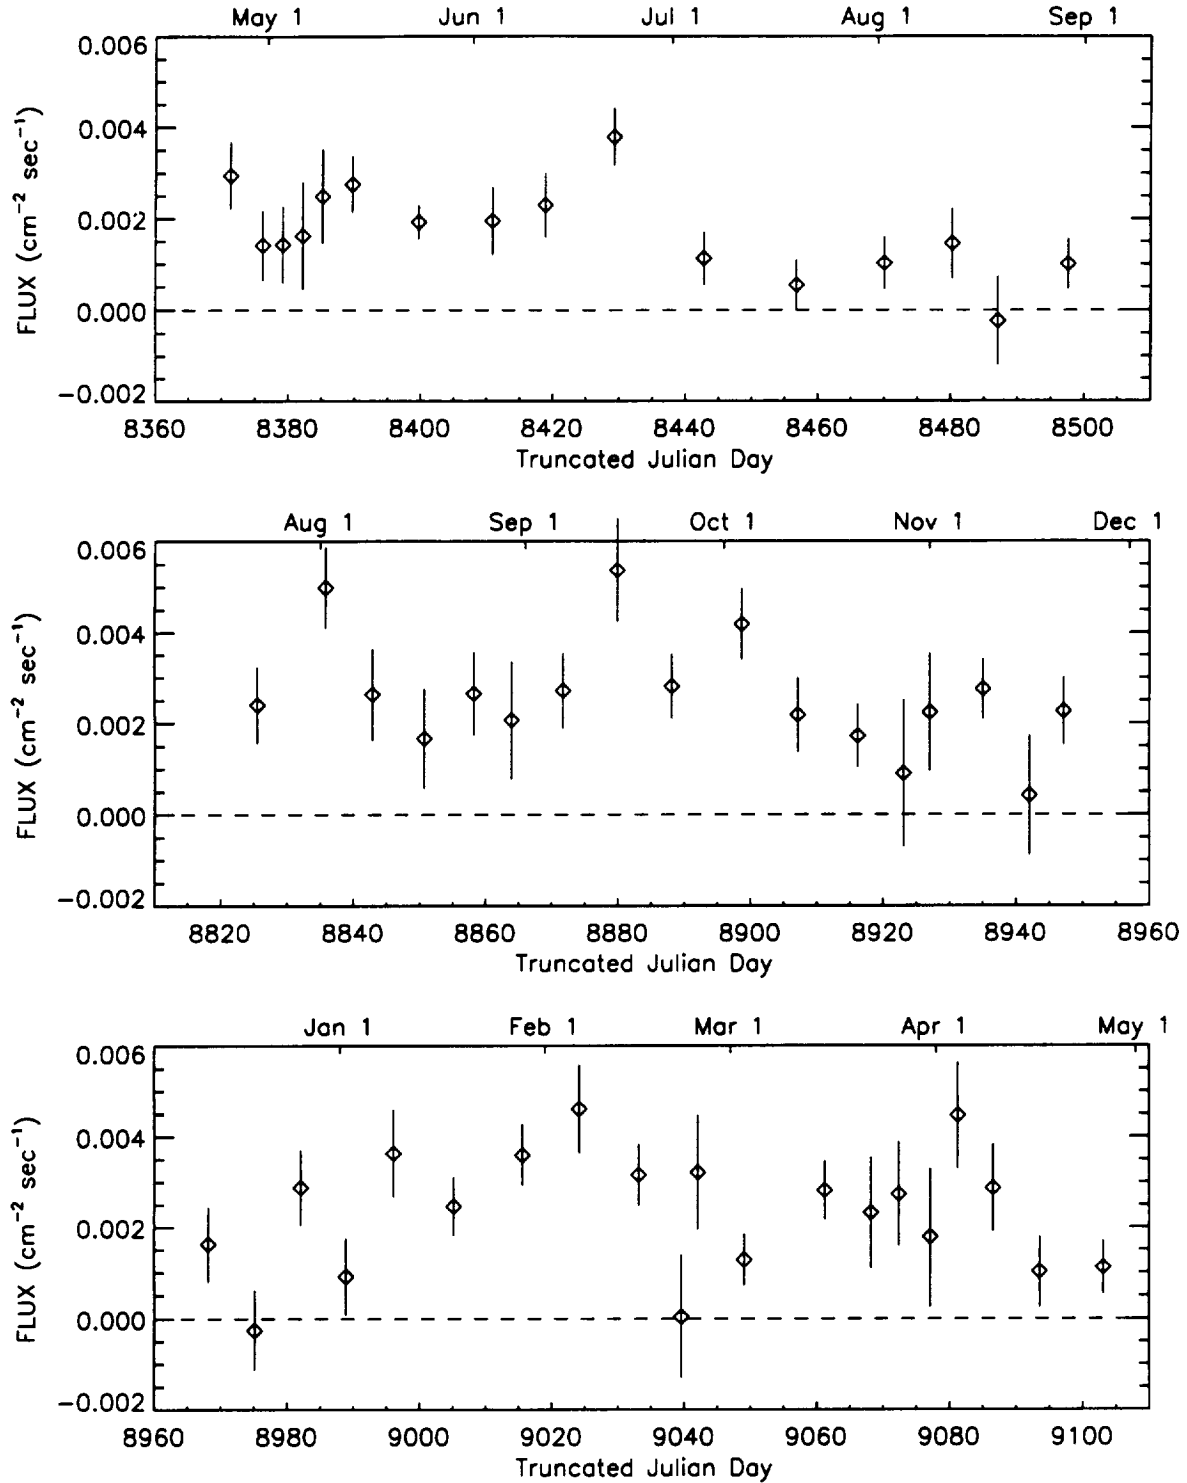 May 1 Jun 1 Jul 1 Aug 1 Sep 1
0.006
0.004
0.002
0.000
-0.002
FLUX (cm⁻² sec⁻¹)
8360 8380 8400 8420 8440 8460 8480 8500
Truncated Julian Day
Aug 1 Sep 1 Oct 1 Nov 1 Dec 1
0.006
0.004
0.002
0.000
-0.002
FLUX (cm⁻² sec⁻¹)
8820 8840 8860 8880 8900 8920 8940 8960
Truncated Julian Day
Jan 1 Feb 1 Mar 1 Apr 1 May 1
0.006
0.004
0.002
0.000
-0.002
FLUX (cm⁻² sec⁻¹)
8960 8980 9000 9020 9040 9060 9080 9100
Truncated Julian Day